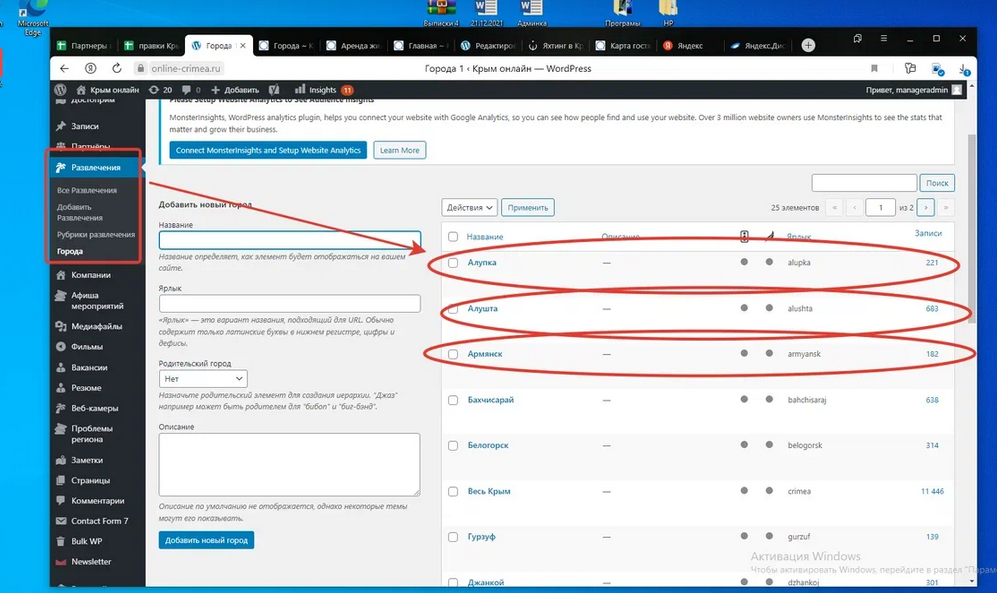 Microsoft
Edge
Выписки 4
21.12.2021
Админка
Програмы
НР
Партнеры
правки Кры
Города
Города ~ К
Аренда жи
Главная ~
Редактиро
Яхтинг в Кр
Карта гост
Яндекс
Яндекс.Дис
online-crimea.ru
Города 1 ‹ Крым онлайн — WordPress
Крым онлайн
20
0
Добавить
Insights
11
Привет, manageradmin
Достоприм
Записи
Партнёры
Развлечения
Все Развлечения
Добавить
Развлечения
Рубрики развлечения
Города
Компании
Афиша
мероприятий
Медиафайлы
Фильмы
Вакансии
Резюме
Веб-камеры
Проблемы
региона
Заметки
Страницы
Комментарии
Contact Form 7
Bulk WP
Newsletter
Please Setup Website Analytics to See Audience Insights
MonsterInsights, WordPress analytics plugin, helps you connect your website with Google Analytics, so you can see how people find and use your website. Over 3 million website owners use MonsterInsights to see the stats that
matter and grow their business.
Connect MonsterInsights and Setup Website Analytics
Learn More
Поиск
Добавить новый город
Название
Название определяет, как элемент будет отображаться на вашем
сайте.
Ярлык
«Ярлык» — это вариант названия, подходящий для URL. Обычно
содержит только латинские буквы в нижнем регистре, цифры и
дефисы.
Родительский город
Нет
Назначьте родительский элемент для создания иерархии. "Джаз"
например может быть родителем для "бибоп" и "биг-бэнд".
Описание
Описание по умолчанию не отображается, однако некоторые темы
могут его показывать.
Добавить новый город
Действия
Применить
25 элементов « ‹ 1 из 2 › »
Название Описание Ярлык Записи
Алупка — alupka 221
Алушта — alushta 683
Армянск — armyansk 182
Бахчисарай — bahchisaraj 638
Белогорск — belogorsk 314
Весь Крым — crimea 11 446
Гурзуф — gurzuf 139
Джанкой — dzhankoj 301
Активация Windows
Чтобы активировать Windows, перейдите в раздел "Парам